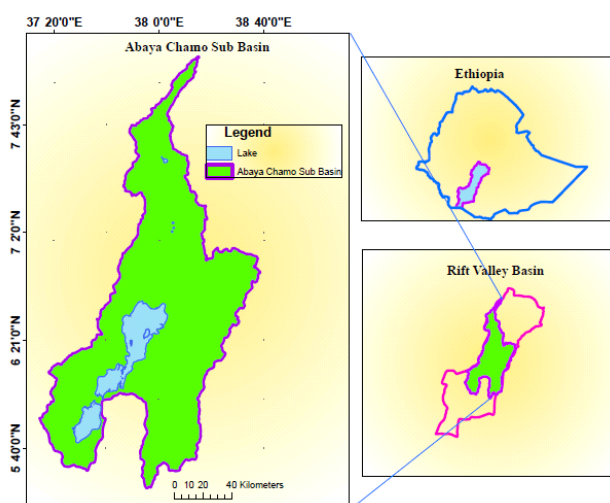 37 20'0"E
38 0'0"E
38 40'0"E
Abaya Chamo Sub Basin
7 43'0"N
7 2'0"N
6 21'0"N
5 40'0"N
Legend
Lake
Abaya Chamo Sub Basin
0 10 20 40 Kilometers
Ethiopia
Rift Valley Basin